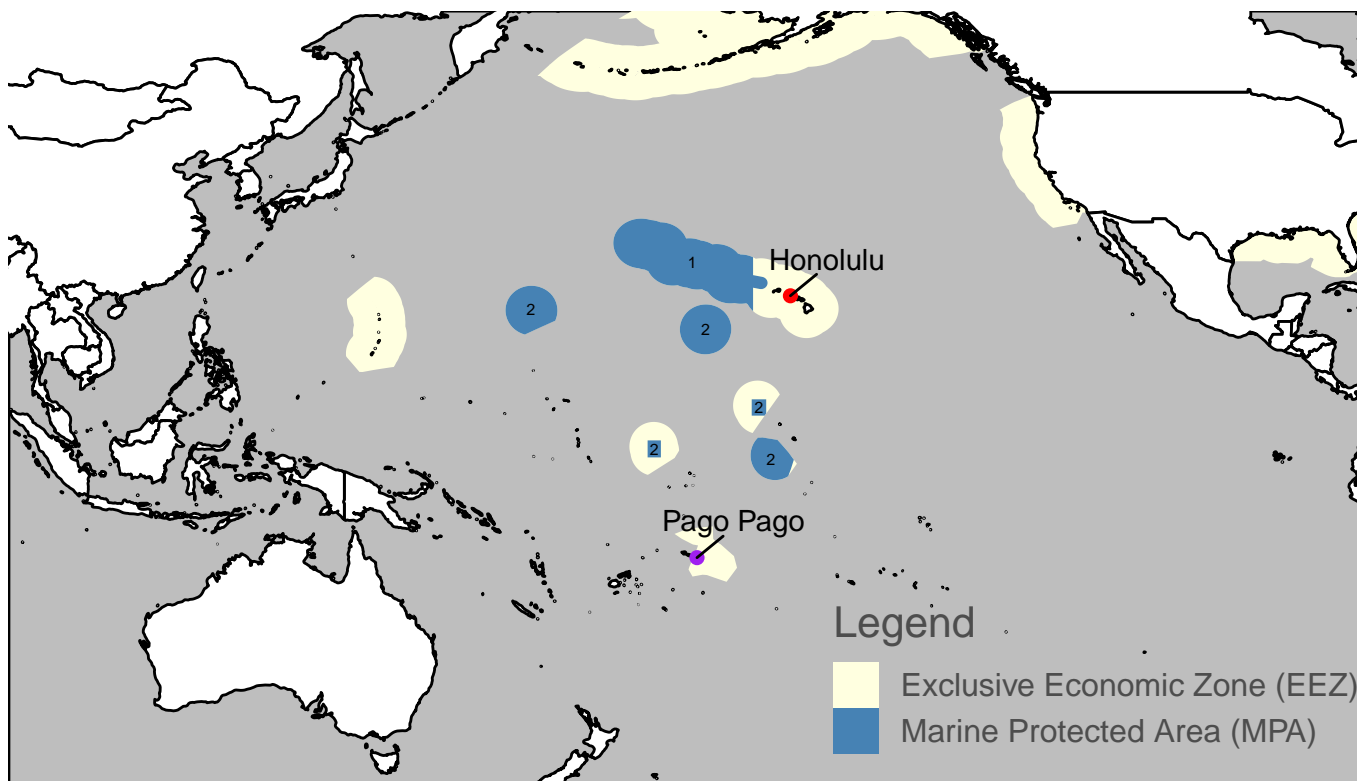 1
Honolulu
2
2
2
2
2
Pago Pago
Legend
Exclusive Economic Zone (EEZ)
Marine Protected Area (MPA)